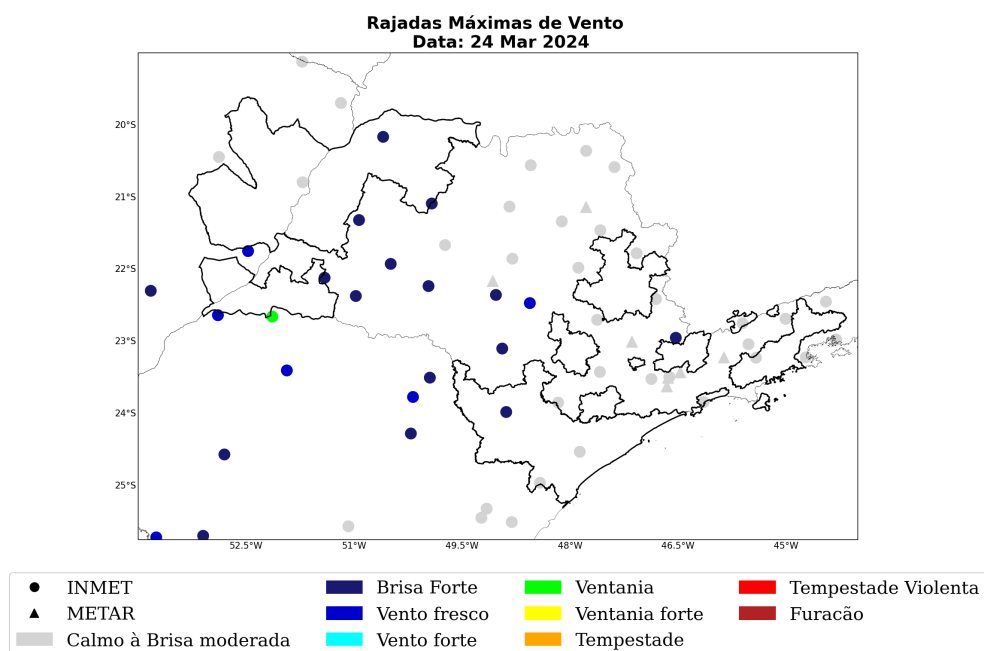 Rajadas Máximas de Vento
Data: 24 Mar 2024
20°S
21°S
22°S
23°S
24°S
25°S
52.5°W 51°W 49.5°W 48°W 46.5°W 45°W
INMET Brisa Forte Ventania Tempestade Violenta
METAR Vento fresco Ventania forte Furacão
Calmo à Brisa moderada Vento forte Tempestade